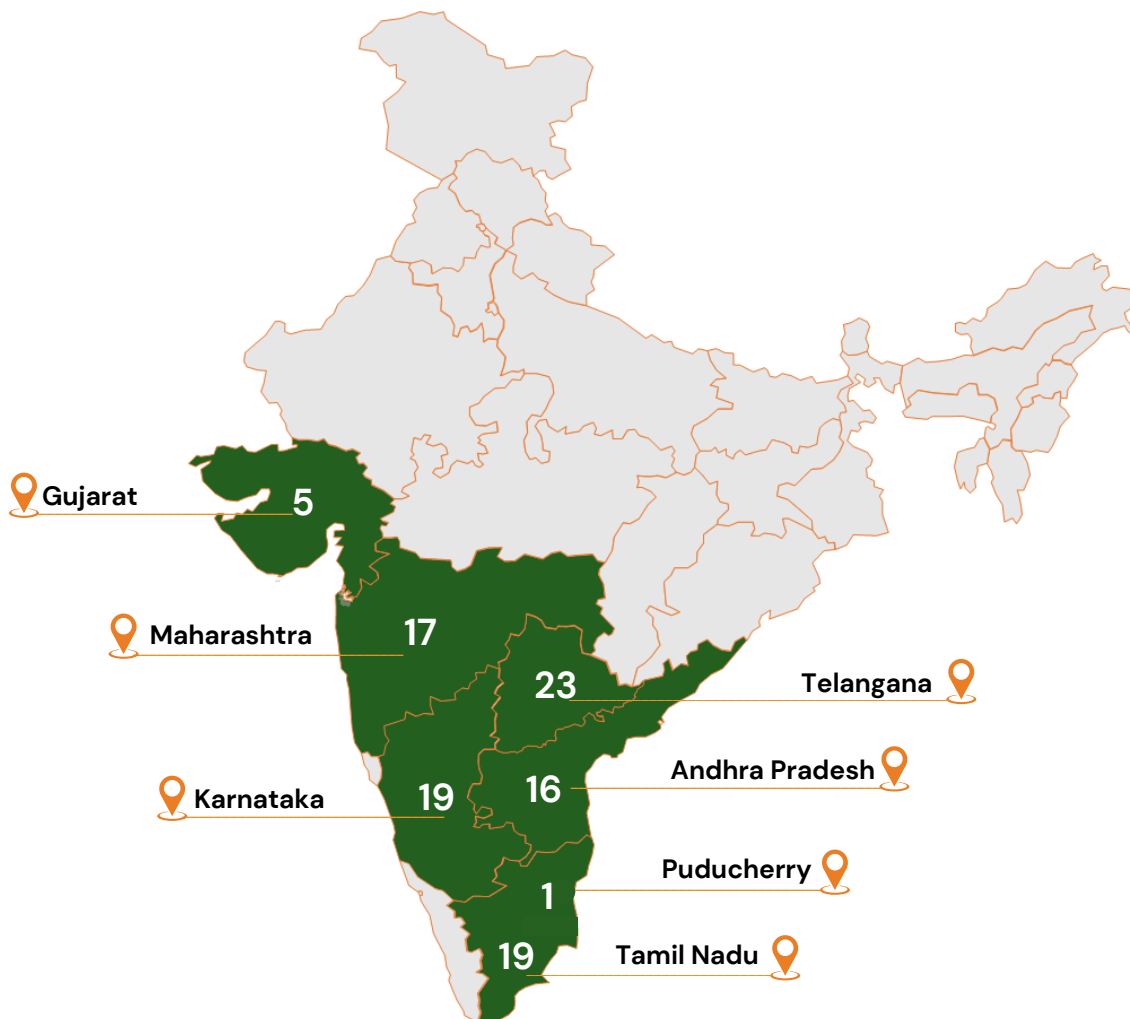 5
Gujarat
17
Maharashtra
23
Telangana
16
Andhra Pradesh
19
Karnataka
1
Puducherry
19
Tamil Nadu